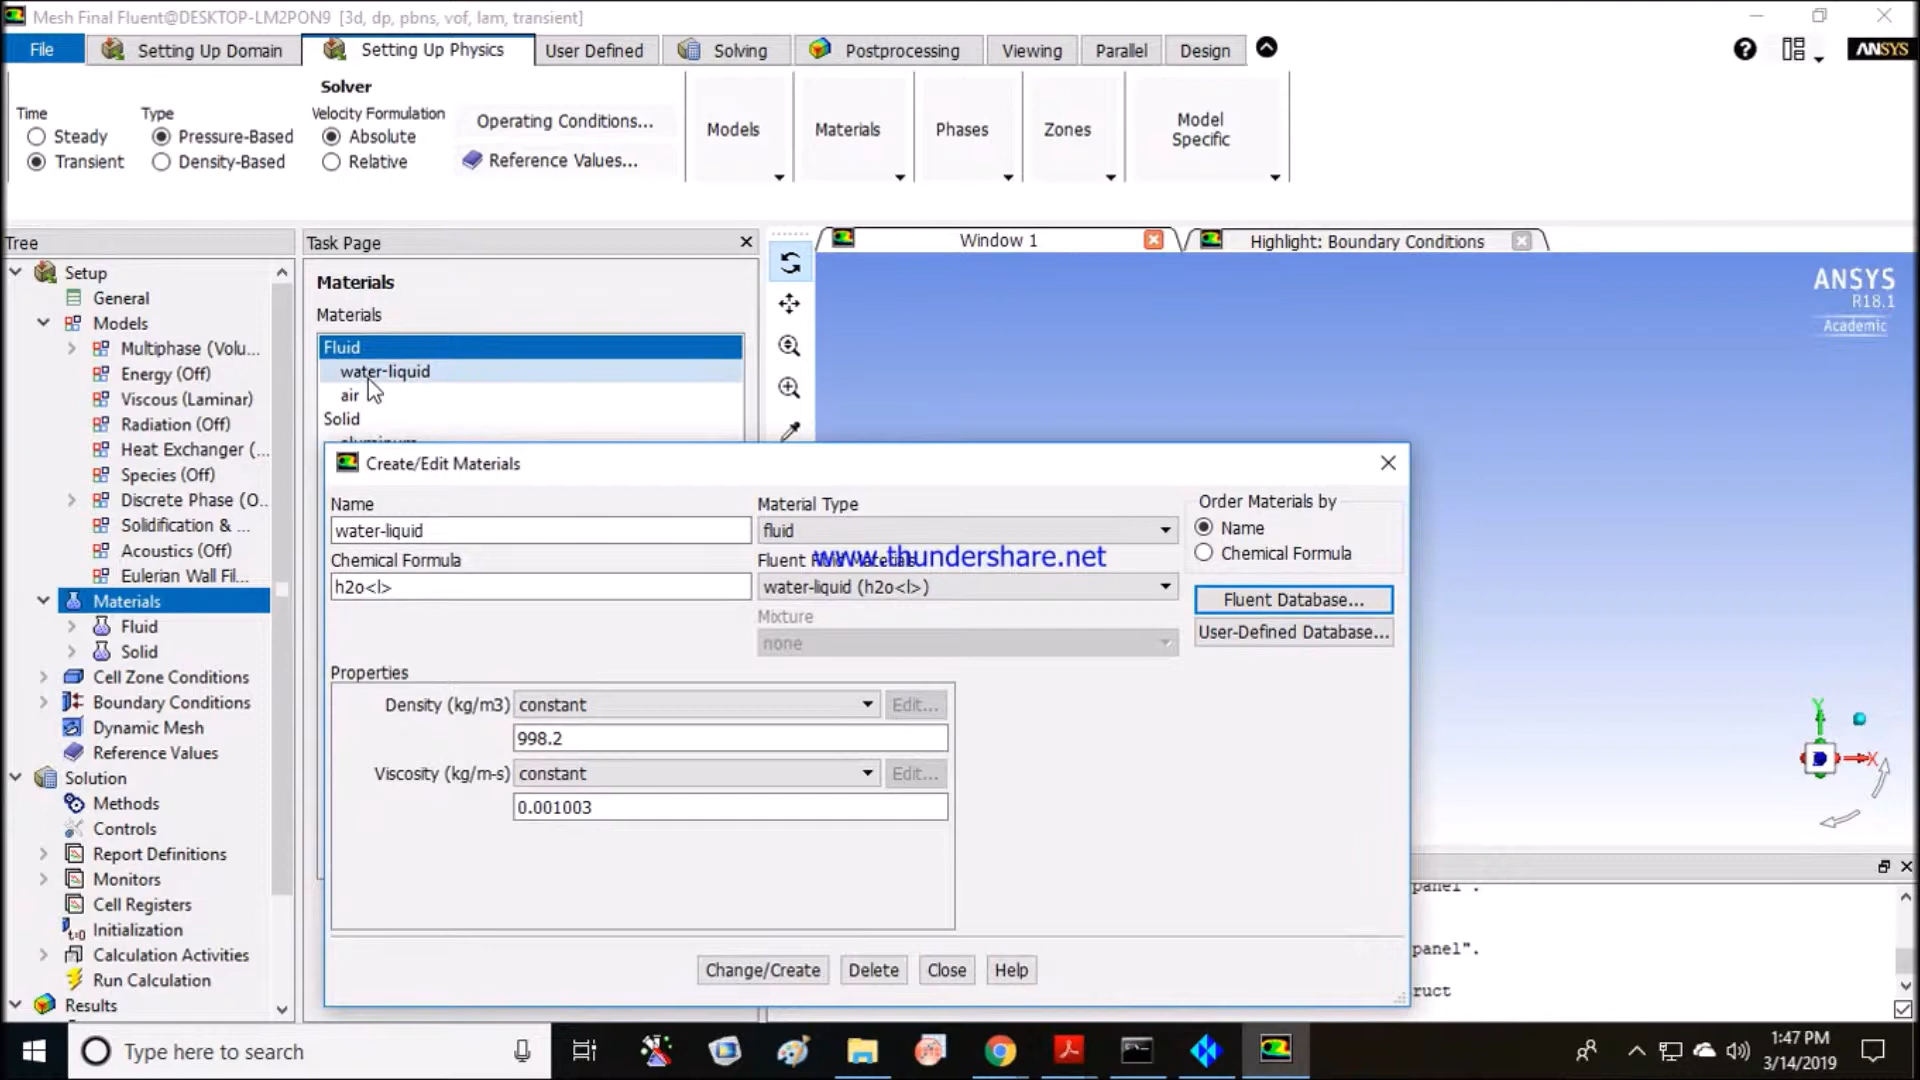 Mesh Final Fluent@DESKTOP-LM2PON9 [3d, dp, pbns, vof, lam, transient]
File
Setting Up Domain
Setting Up Physics
User Defined
Solving
Postprocessing
Viewing
Parallel
Design
ANSYS
Solver
Time
Type
Velocity Formulation
Steady
Pressure-Based
Absolute
Transient
Density-Based
Relative
Operating Conditions...
Reference Values...
Models
Materials
Phases
Zones
Model
Specific
Tree
Setup
General
Models
Multiphase (Volu...
Energy (Off)
Viscous (Laminar)
Radiation (Off)
Heat Exchanger (...
Species (Off)
Discrete Phase (O...
Solidification & ...
Acoustics (Off)
Eulerian Wall Fil...
Materials
Fluid
Solid
Cell Zone Conditions
Boundary Conditions
Dynamic Mesh
Reference Values
Solution
Methods
Controls
Report Definitions
Monitors
Cell Registers
Initialization
Calculation Activities
Run Calculation
Results
Task Page
Materials
Materials
Fluid
water-liquid
air
Solid
Window 1
Highlight: Boundary Conditions
ANSYS
R18.1
Academic
Y
X
Create/Edit Materials
Name
water-liquid
Chemical Formula
h2o<l>
Material Type
fluid
Fluent Fluid Materials
water-liquid (h2o<l>)
Mixture
none
www.thundershare.net
Order Materials by
Name
Chemical Formula
Fluent Database...
User-Defined Database...
Properties
Density (kg/m3)
constant
Edit...
998.2
Viscosity (kg/m-s)
constant
Edit...
0.001003
Change/Create
Delete
Close
Help
panel".
panel".
ruct
Type here to search
1:47 PM
3/14/2019